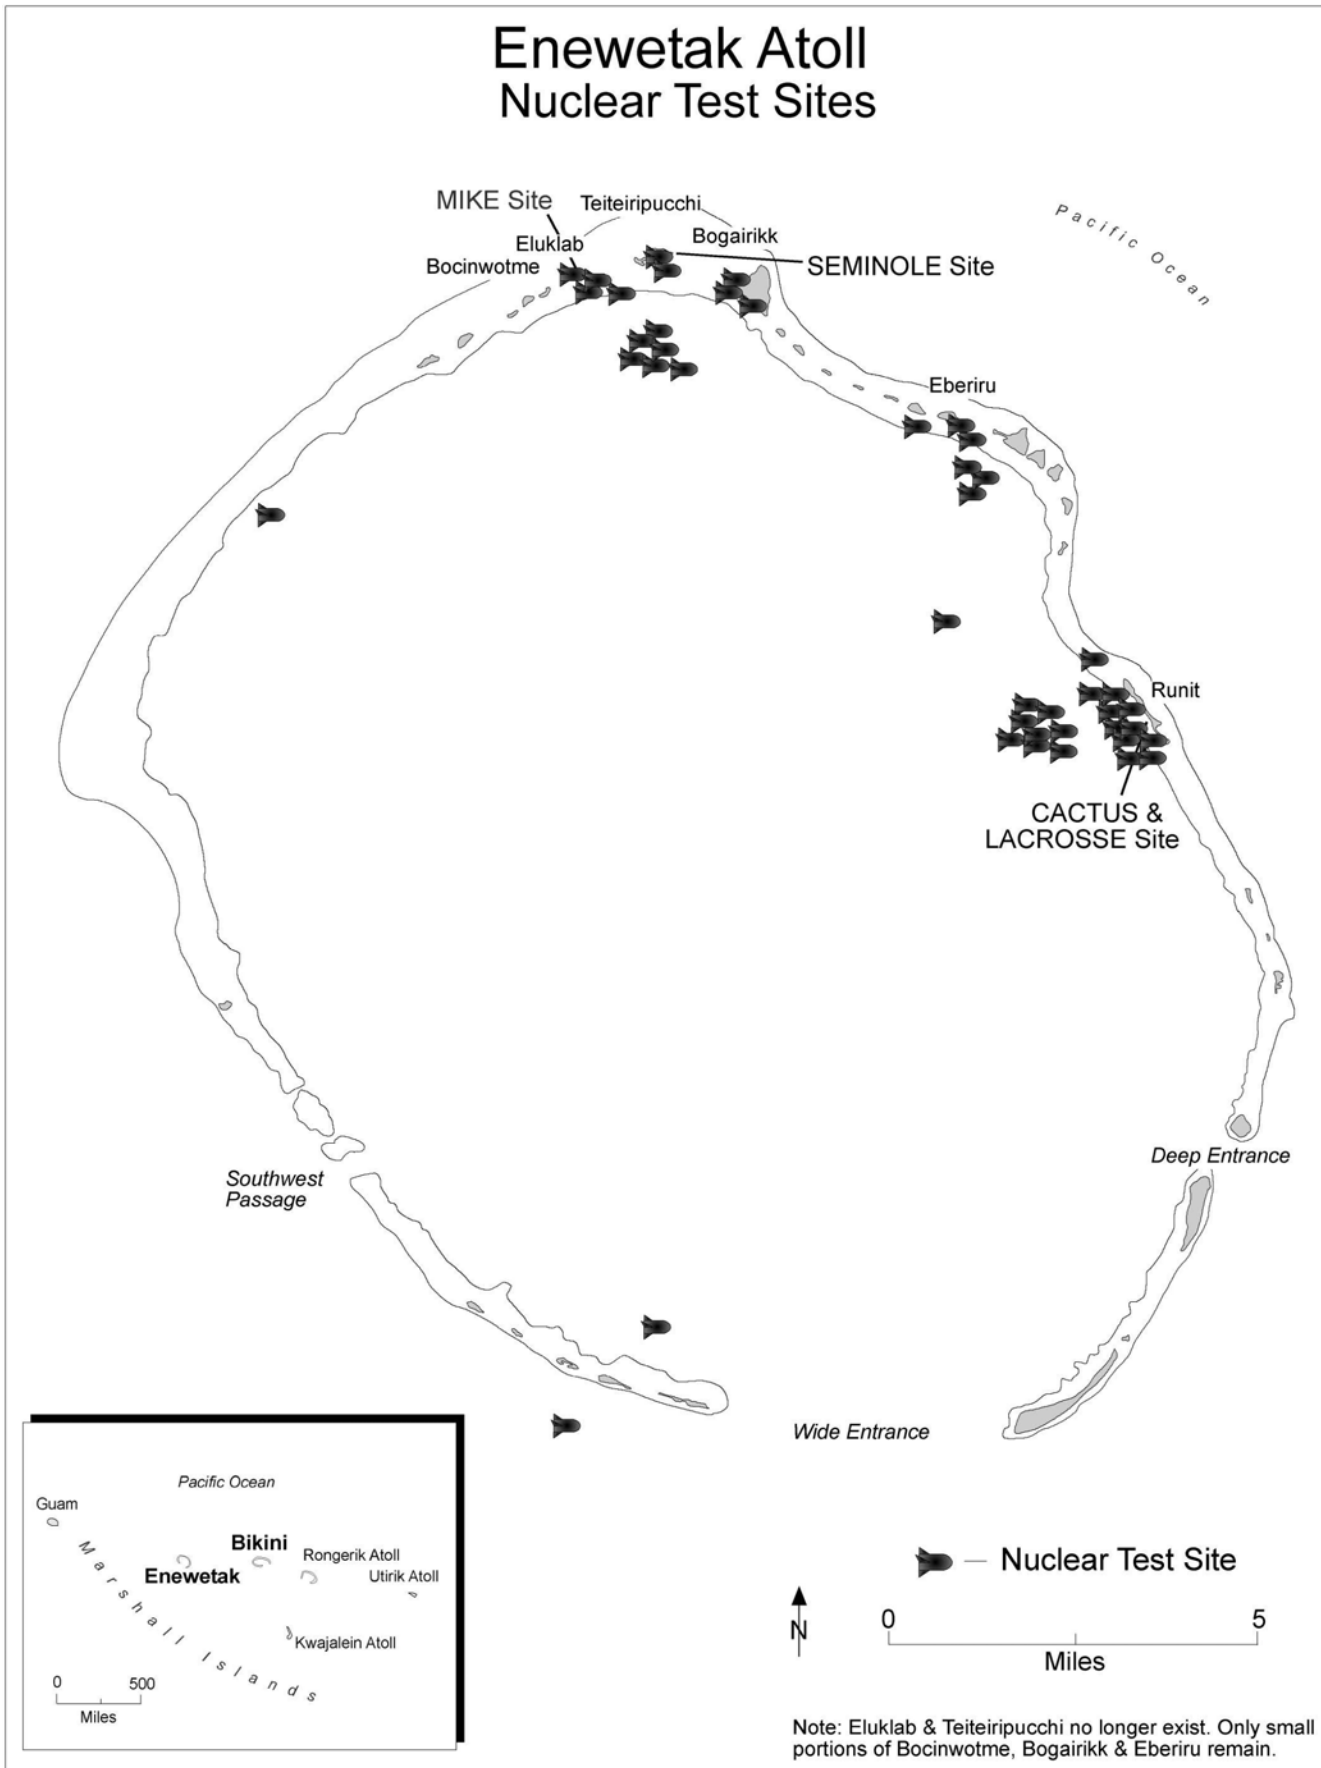 Enewetak Atoll
Nuclear Test Sites
MIKE Site
Teiteiripucchi
Eluklab
Bogairikk
Bocinwotme
SEMINOLE Site
Pacific Ocean
Eberiru
Runit
CACTUS &
LACROSSE Site
Deep Entrance
Southwest
Passage
Wide Entrance
Pacific Ocean
Guam
Bikini
Enewetak
Rongerik Atoll
Utirik Atoll
Kwajalein Atoll
Marshall Islands
0 500
Miles
Nuclear Test Site
N
0 5
Miles
Note: Eluklab & Teiteiripucchi no longer exist. Only small
portions of Bocinwotme, Bogairikk & Eberiru remain.